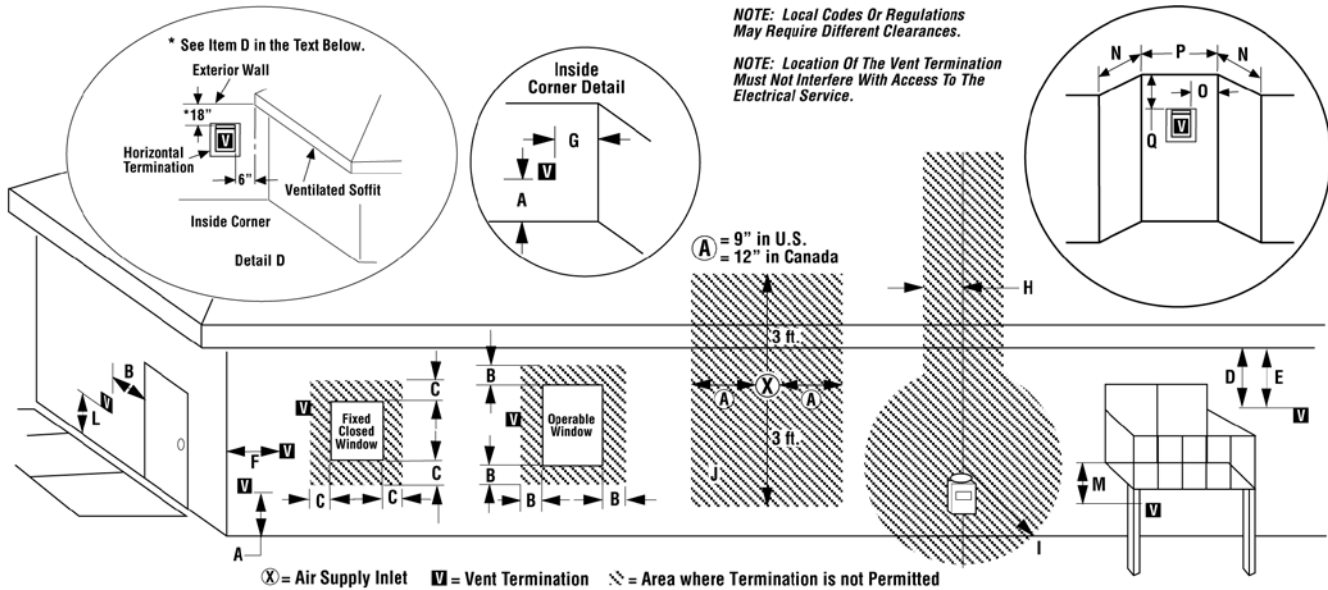 NOTE: Local Codes Or Regulations
May Require Different Clearances.
NOTE: Location Of The Vent Termination
Must Not Interfere With Access To The
Electrical Service.
* See Item D in the Text Below.
Exterior Wall
*18"
V
Horizontal
Termination
6"
Ventilated Soffit
Inside Corner
Detail D
Inside
Corner Detail
G
V
A
N
P
N
O
Q
V
A = 9" in U.S.
= 12" in Canada
H
3 ft.
A
X
A
3 ft.
J
I
B
V
L
F
V
V
A
C
V
Fixed
Closed
Window
C
C
C
B
V
Operable
Window
B
B
B
D
E
V
M
V
X = Air Supply Inlet
V = Vent Termination
= Area where Termination is not Permitted